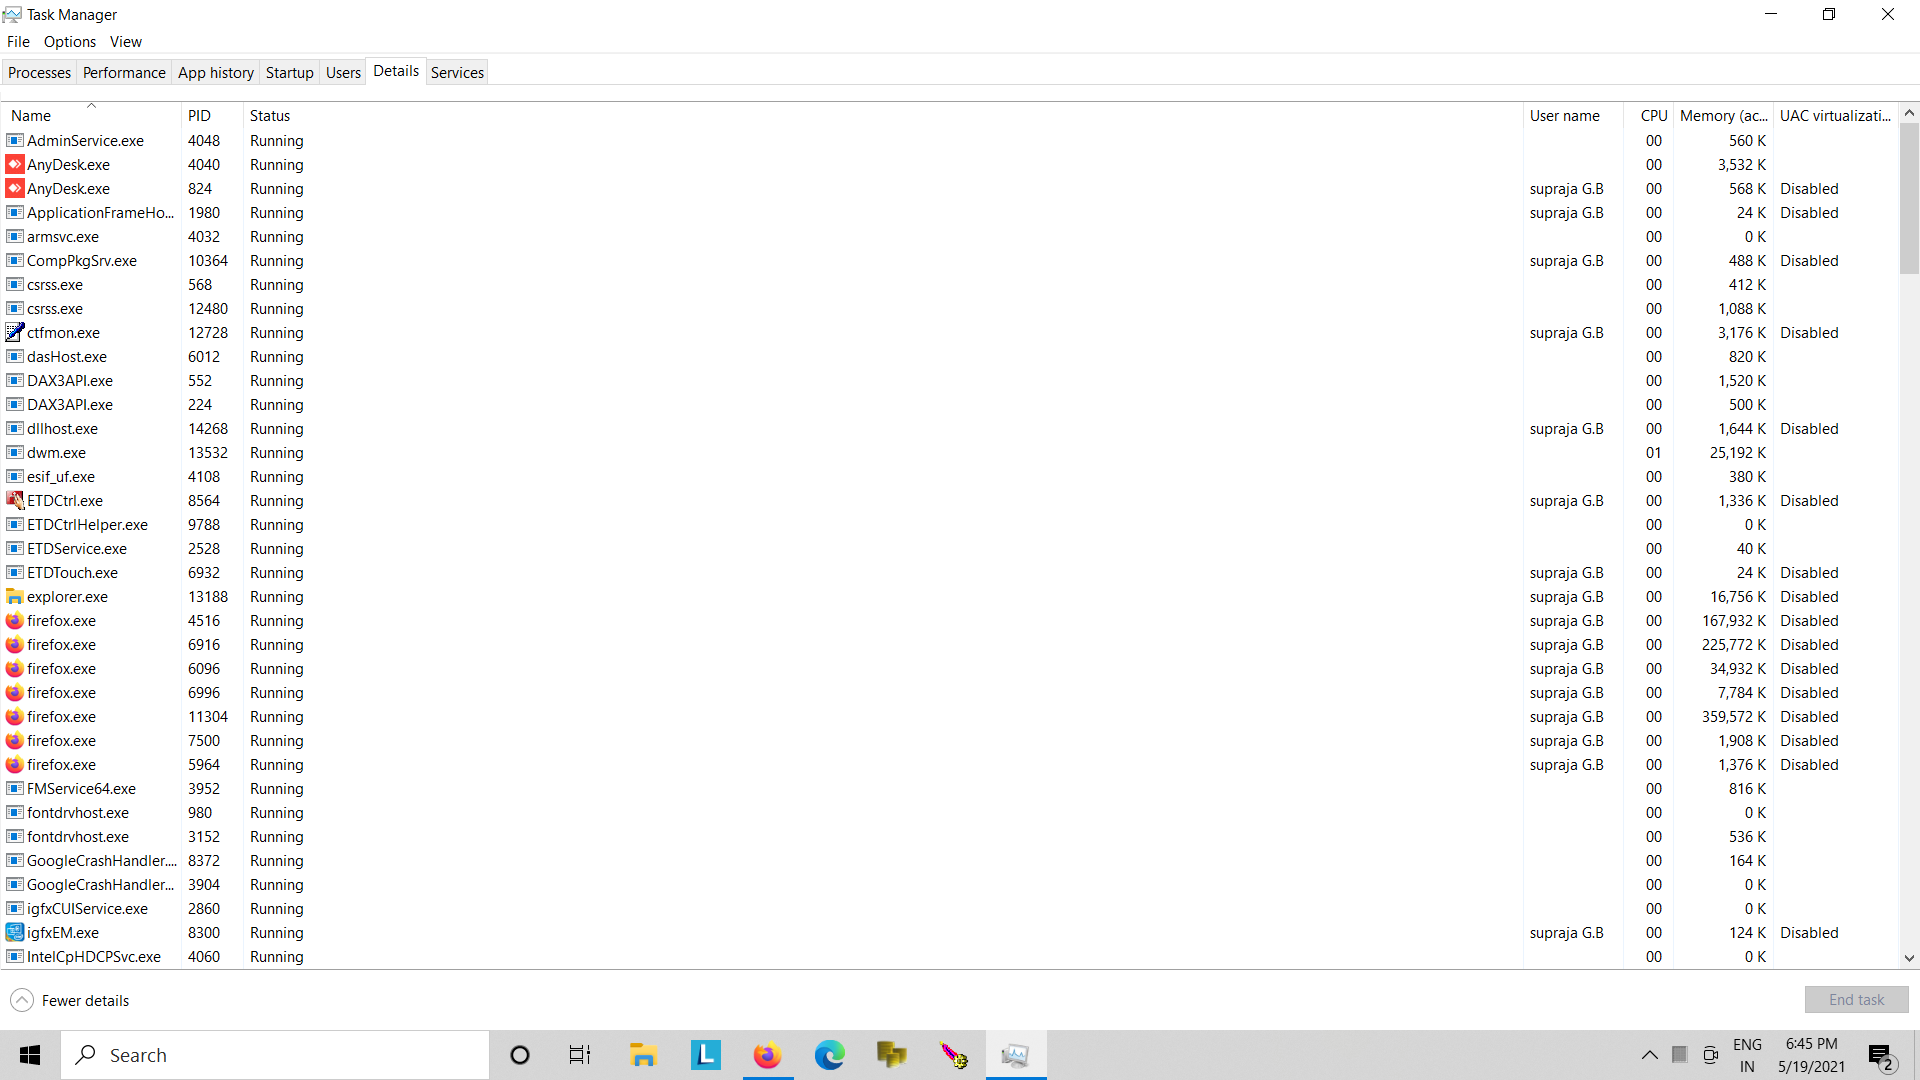 Task Manager
File Options View
Processes Performance App history Startup Users Details Services
Name PID Status User name CPU Memory (ac... UAC virtualizati...
AdminService.exe 4048 Running 00 560 K
AnyDesk.exe 4040 Running 00 3,532 K
AnyDesk.exe 824 Running supraja G.B 00 568 K Disabled
ApplicationFrameHo... 1980 Running supraja G.B 00 24 K Disabled
armsvc.exe 4032 Running 00 0 K
CompPkgSrv.exe 10364 Running supraja G.B 00 488 K Disabled
csrss.exe 568 Running 00 412 K
csrss.exe 12480 Running 00 1,088 K
ctfmon.exe 12728 Running supraja G.B 00 3,176 K Disabled
dasHost.exe 6012 Running 00 820 K
DAX3API.exe 552 Running 00 1,520 K
DAX3API.exe 224 Running 00 500 K
dllhost.exe 14268 Running supraja G.B 00 1,644 K Disabled
dwm.exe 13532 Running 01 25,192 K
esif_uf.exe 4108 Running 00 380 K
ETDCtrl.exe 8564 Running supraja G.B 00 1,336 K Disabled
ETDCtrlHelper.exe 9788 Running 00 0 K
ETDService.exe 2528 Running 00 40 K
ETDTouch.exe 6932 Running supraja G.B 00 24 K Disabled
explorer.exe 13188 Running supraja G.B 00 16,756 K Disabled
firefox.exe 4516 Running supraja G.B 00 167,932 K Disabled
firefox.exe 6916 Running supraja G.B 00 225,772 K Disabled
firefox.exe 6096 Running supraja G.B 00 34,932 K Disabled
firefox.exe 6996 Running supraja G.B 00 7,784 K Disabled
firefox.exe 11304 Running supraja G.B 00 359,572 K Disabled
firefox.exe 7500 Running supraja G.B 00 1,908 K Disabled
firefox.exe 5964 Running supraja G.B 00 1,376 K Disabled
FMService64.exe 3952 Running 00 816 K
fontdrvhost.exe 980 Running 00 0 K
fontdrvhost.exe 3152 Running 00 536 K
GoogleCrashHandler.... 8372 Running 00 164 K
GoogleCrashHandler... 3904 Running 00 0 K
igfxCUIService.exe 2860 Running 00 0 K
igfxEM.exe 8300 Running supraja G.B 00 124 K Disabled
IntelCpHDCPSvc.exe 4060 Running 00 0 K
Fewer details End task
Search L ENG 6:45 PM
IN 5/19/2021 2